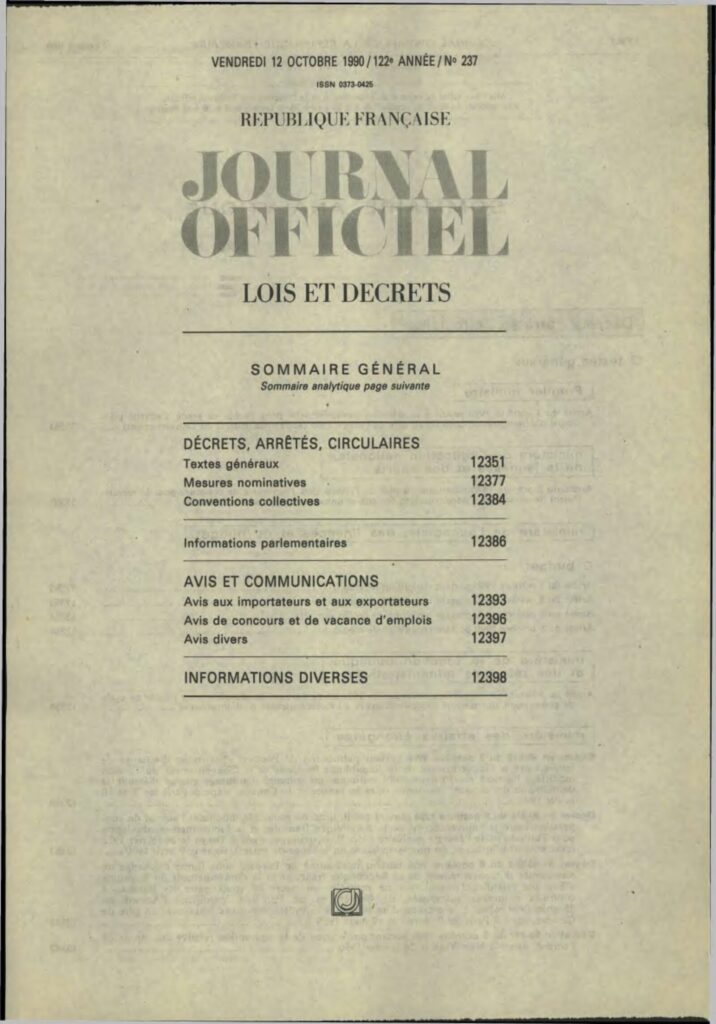 VENDREDI 12 OCTOBRE 1990/122e ANNÉE/No 237
ISSN 0373-0425
REPUBLIQUE FRANÇAISE
JOURNAL
OFFICIEL
LOIS ET DECRETS
SOMMAIRE GÉNÉRAL
Sommaire analytique page suivante
DÉCRETS, ARRÊTÉS, CIRCULAIRES
Textes généraux 12351
Mesures nominatives 12377
Conventions collectives 12384
Informations parlementaires 12386
AVIS ET COMMUNICATIONS
Avis aux importateurs et aux exportateurs 12393
Avis de concours et de vacance d'emplois 12396
Avis divers 12397
INFORMATIONS DIVERSES 12398